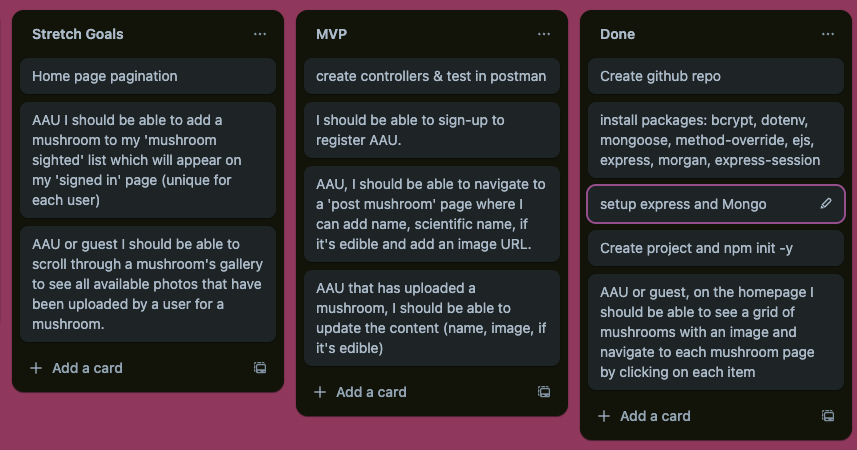 Stretch Goals
Home page pagination
AAU I should be able to add a
mushroom to my 'mushroom
sighted' list which will appear on
my 'signed in' page (unique for
each user)
AAU or guest I should be able to
scroll through a mushroom's gallery
to see all available photos that have
been uploaded by a user for a
mushroom.
Add a card
MVP
create controllers & test in postman
I should be able to sign-up to
register AAU.
AAU, I should be able to navigate to
a 'post mushroom' page where I
can add name, scientific name, if
it's edible and add an image URL.
AAU that has uploaded a
mushroom, I should be able to
update the content (name, image, if
it's edible)
Add a card
Done
Create github repo
install packages: bcrypt, dotenv,
mongoose, method-override, ejs,
express, morgan, express-session
setup express and Mongo
Create project and npm init -y
AAU or guest, on the homepage I
should be able to see a grid of
mushrooms with an image and
navigate to each mushroom page
by clicking on each item
Add a card